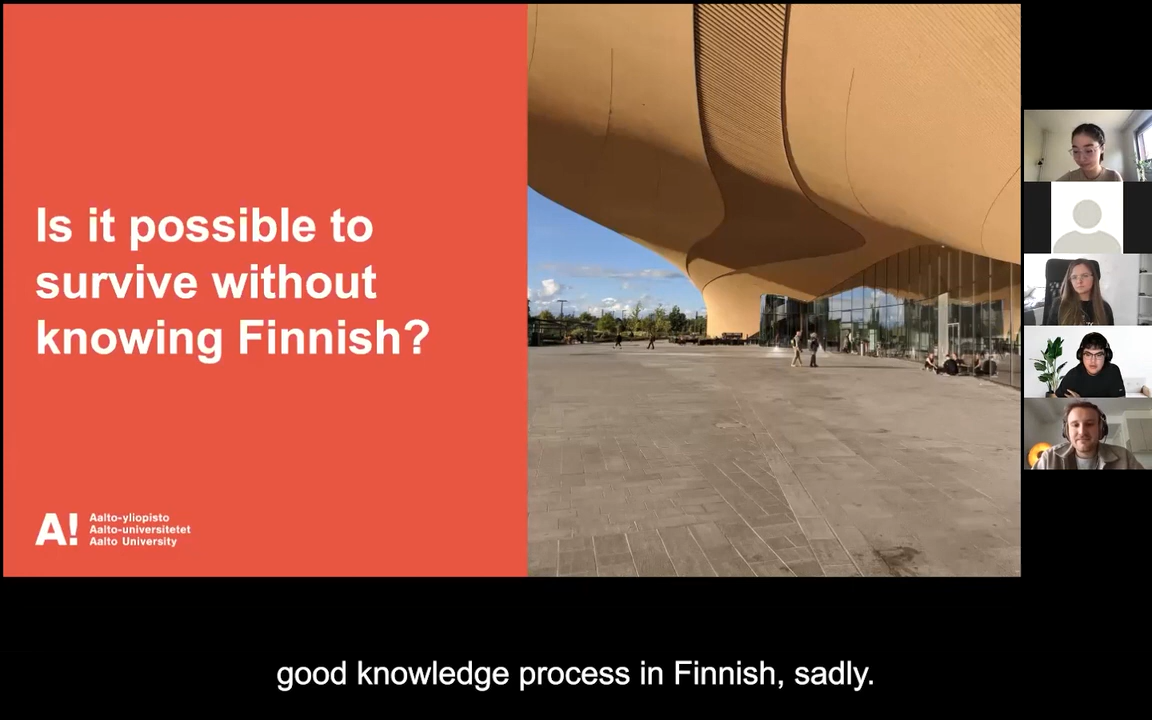 Is it possible to
survive without
knowing Finnish?
A!
Aalto-yliopisto
Aalto-universitetet
Aalto University
good knowledge process in Finnish, sadly.